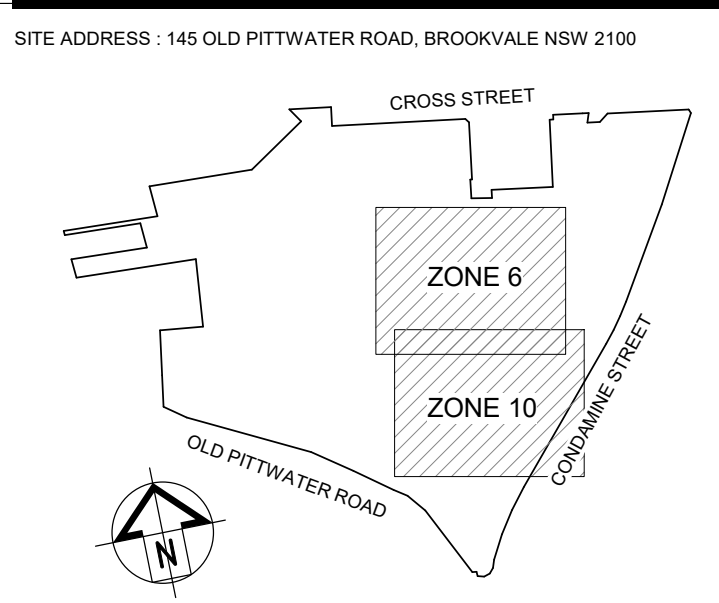 SITE ADDRESS : 145 OLD PITTWATER ROAD, BROOKVALE NSW 2100
CROSS STREET
ZONE 6
ZONE 10
CONDAMINE STREET
OLD PITTWATER ROAD
N